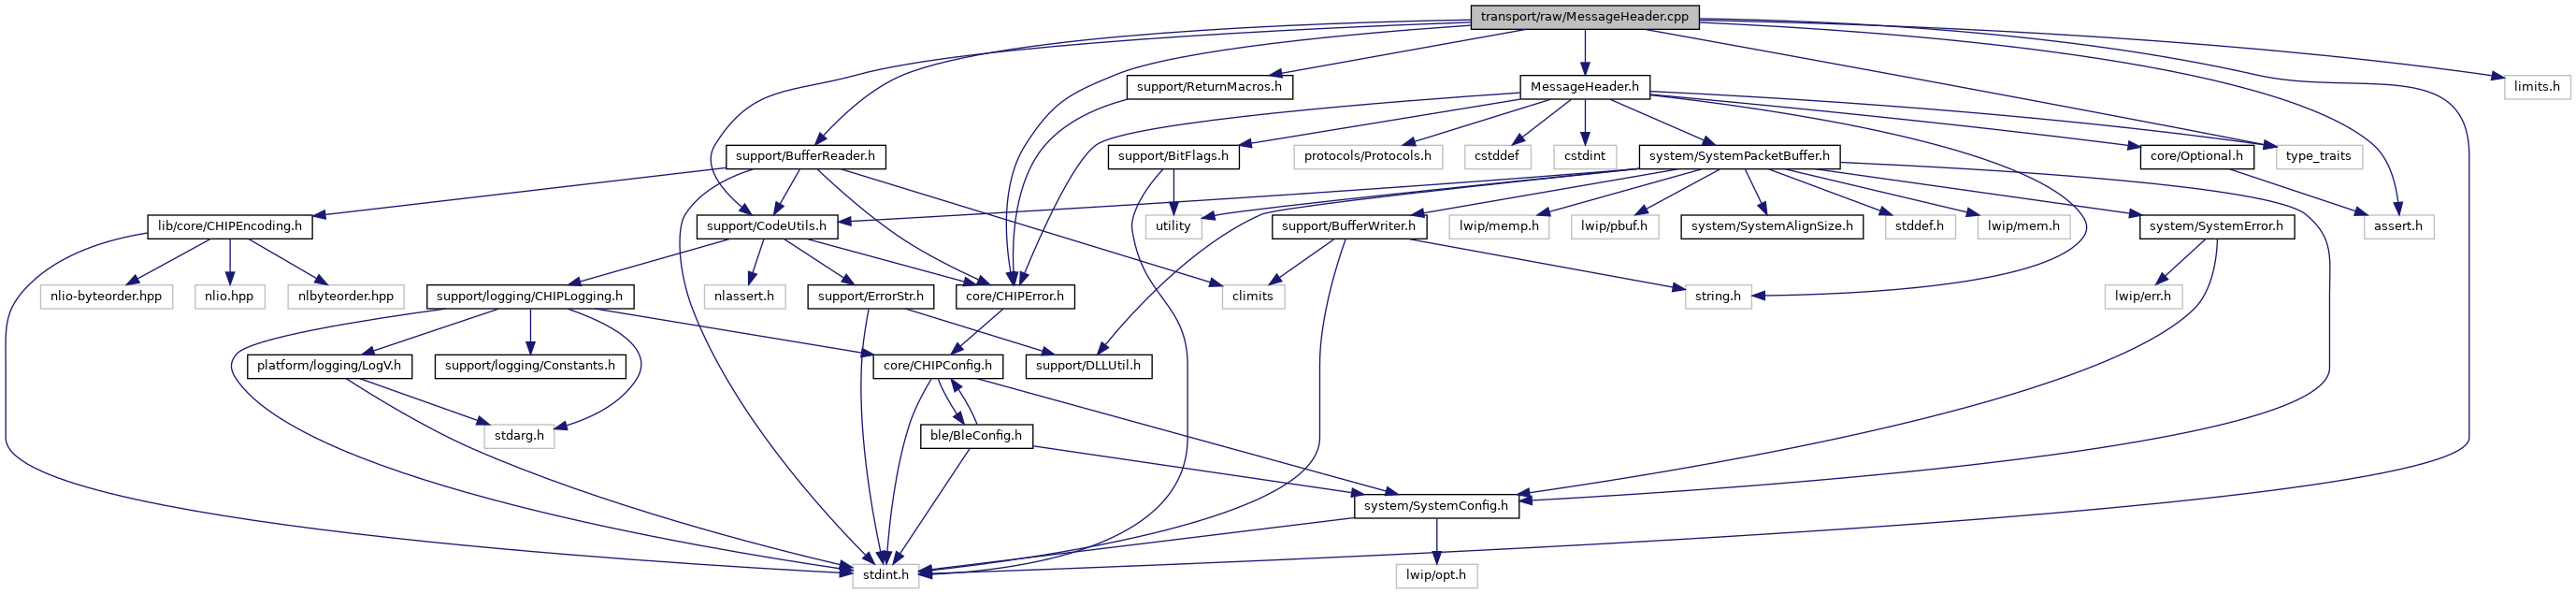 transport/raw/MessageHeader.cpp
support/ReturnMacros.h
MessageHeader.h
limits.h
support/BufferReader.h
support/BitFlags.h
protocols/Protocols.h
cstddef
cstdint
system/SystemPacketBuffer.h
core/Optional.h
type_traits
lib/core/CHIPEncoding.h
support/CodeUtils.h
utility
support/BufferWriter.h
lwip/memp.h
lwip/pbuf.h
system/SystemAlignSize.h
stddef.h
lwip/mem.h
system/SystemError.h
assert.h
nlio-byteorder.hpp
nlio.hpp
nlbyteorder.hpp
support/logging/CHIPLogging.h
nlassert.h
support/ErrorStr.h
core/CHIPError.h
climits
string.h
lwip/err.h
platform/logging/LogV.h
support/logging/Constants.h
core/CHIPConfig.h
support/DLLUtil.h
stdarg.h
ble/BleConfig.h
system/SystemConfig.h
stdint.h
lwip/opt.h